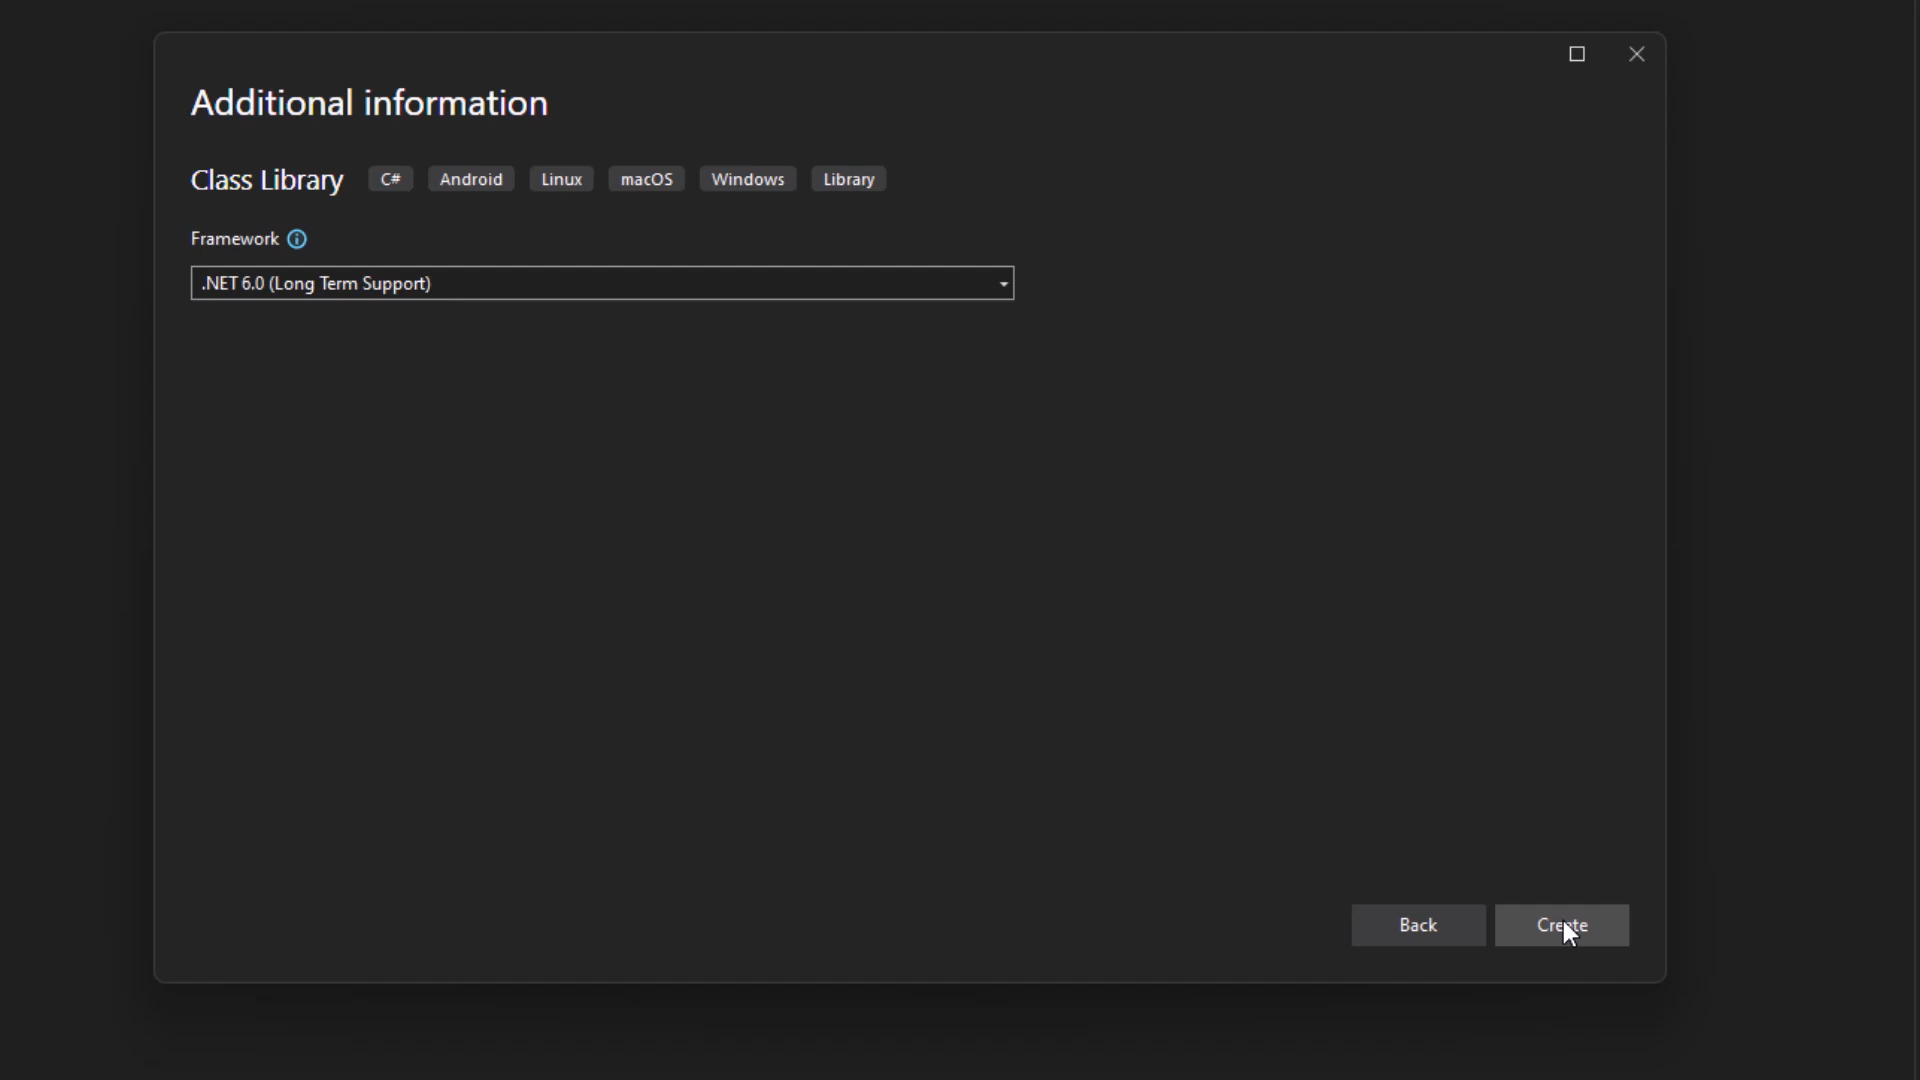 Additional information
Class Library C# Android Linux macOS Windows Library
Framework
.NET 6.0 (Long Term Support)
Back Create